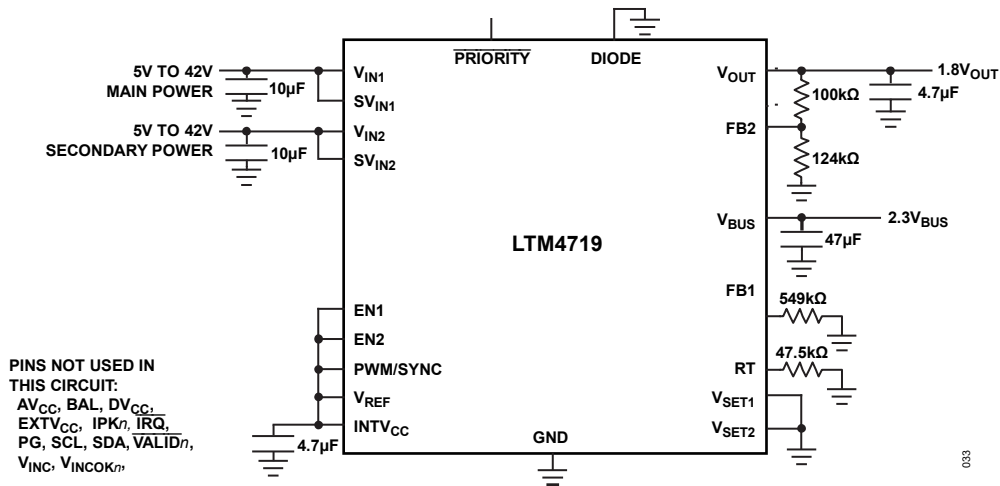 PRIORITY DIODE
5V TO 42V
MAIN POWER
10µF
VIN1
SVIN1
5V TO 42V
SECONDARY POWER
10µF
VIN2
SVIN2
VOUT
1.8VOUT
100kΩ
4.7µF
FB2
124kΩ
VBUS
2.3VBUS
47µF
LTM4719
FB1
549kΩ
RT
47.5kΩ
VSET1
VSET2
EN1
EN2
PWM/SYNC
VREF
INTVCC
4.7µF
GND
PINS NOT USED IN
THIS CIRCUIT:
AVCC, BAL, DVCC,
EXTVCC, IPKn, IRQ,
PG, SCL, SDA, VALIDn,
VINC, VINCOKn,
033